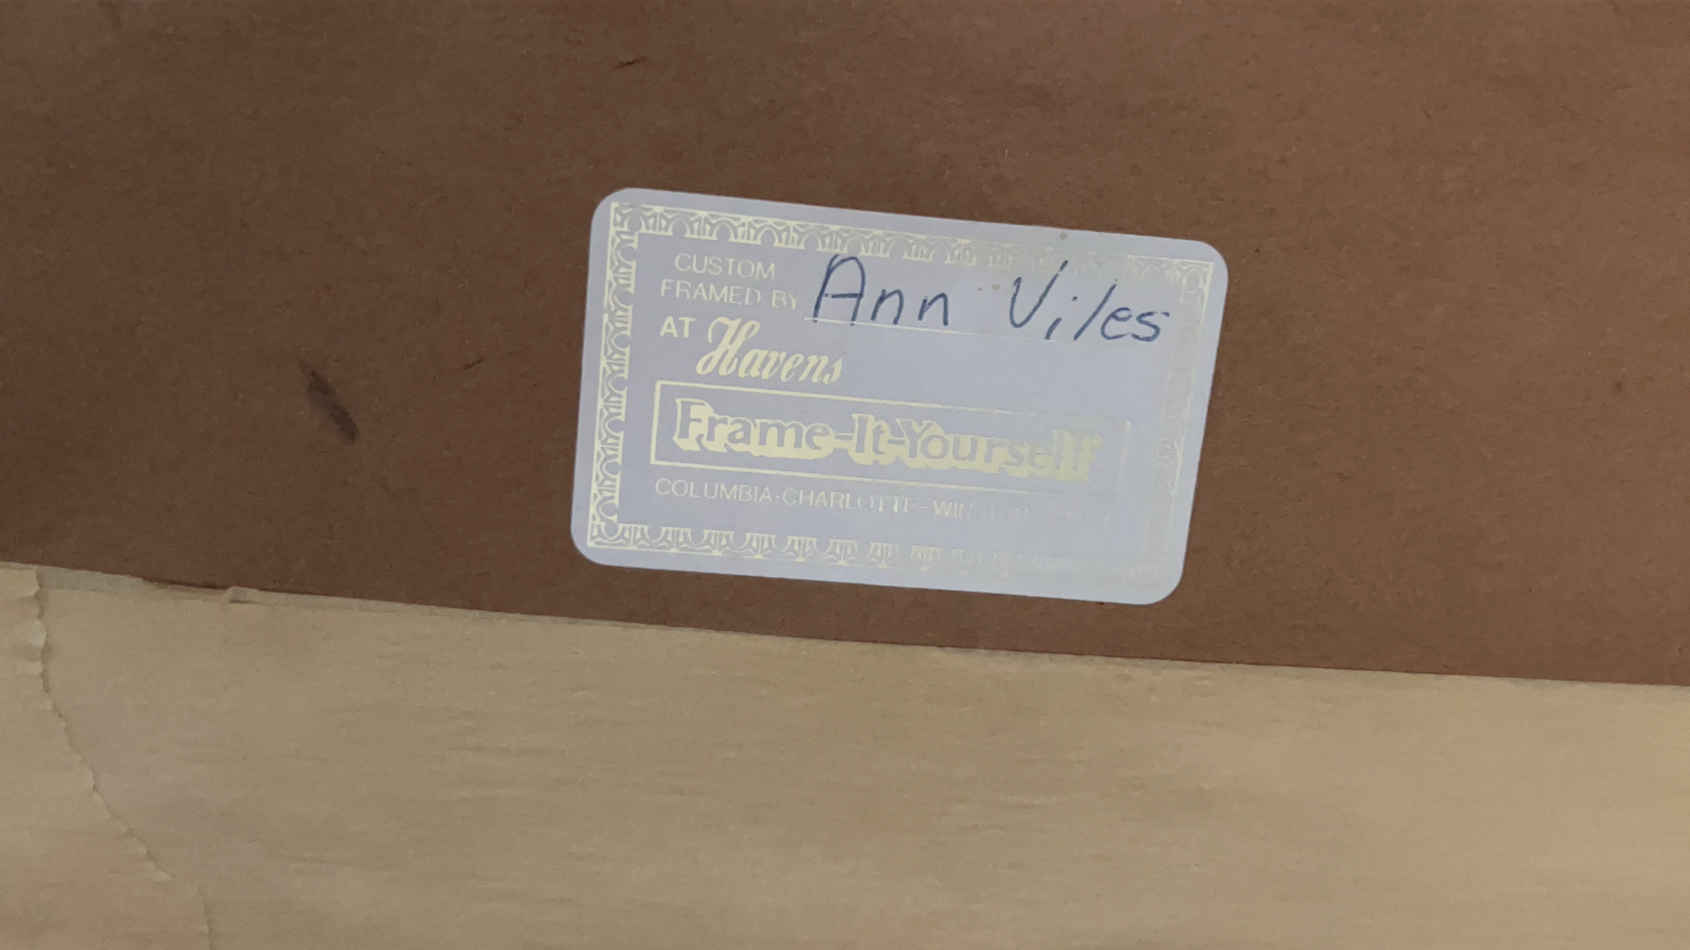 CUSTOM
FRAMED BY Ann Viles
AT Havens
Frame-It-Yourself
COLUMBIA-CHARLOTTE-